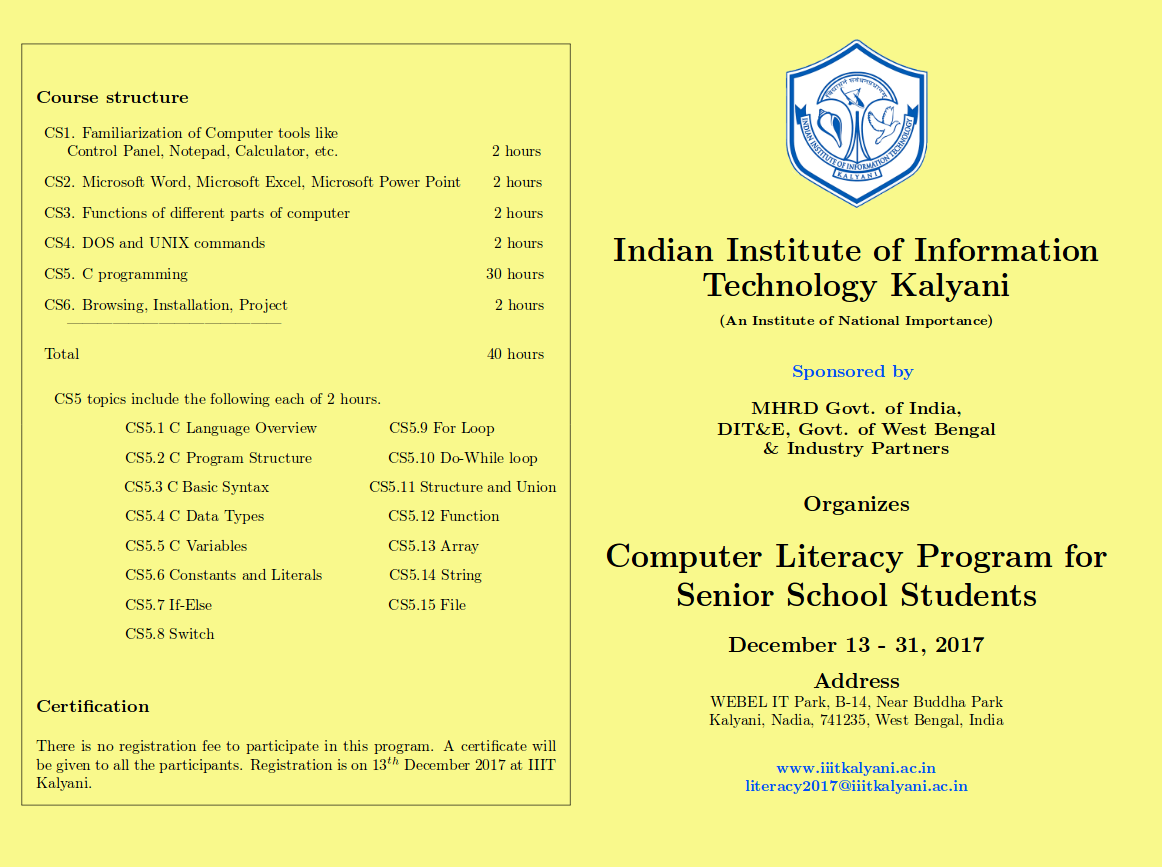 Course structure
CS1. Familiarization of Computer tools like
Control Panel, Notepad, Calculator, etc. 2 hours
CS2. Microsoft Word, Microsoft Excel, Microsoft Power Point 2 hours
CS3. Functions of different parts of computer 2 hours
CS4. DOS and UNIX commands 2 hours
CS5. C programming 30 hours
CS6. Browsing, Installation, Project 2 hours
Total 40 hours
CS5 topics include the following each of 2 hours.
CS5.1 C Language Overview CS5.9 For Loop
CS5.2 C Program Structure CS5.10 Do-While loop
CS5.3 C Basic Syntax CS5.11 Structure and Union
CS5.4 C Data Types CS5.12 Function
CS5.5 C Variables CS5.13 Array
CS5.6 Constants and Literals CS5.14 String
CS5.7 If-Else CS5.15 File
CS5.8 Switch
Certification
There is no registration fee to participate in this program. A certificate will
be given to all the participants. Registration is on 13th December 2017 at IIIT
Kalyani.
INDIAN INSTITUTE OF INFORMATION TECHNOLOGY
KALYANI
Indian Institute of Information
Technology Kalyani
(An Institute of National Importance)
Sponsored by
MHRD Govt. of India,
DIT&E, Govt. of West Bengal
& Industry Partners
Organizes
Computer Literacy Program for
Senior School Students
December 13 - 31, 2017
Address
WEBEL IT Park, B-14, Near Buddha Park
Kalyani, Nadia, 741235, West Bengal, India
www.iiitkalyani.ac.in
literacy2017@iiitkalyani.ac.in